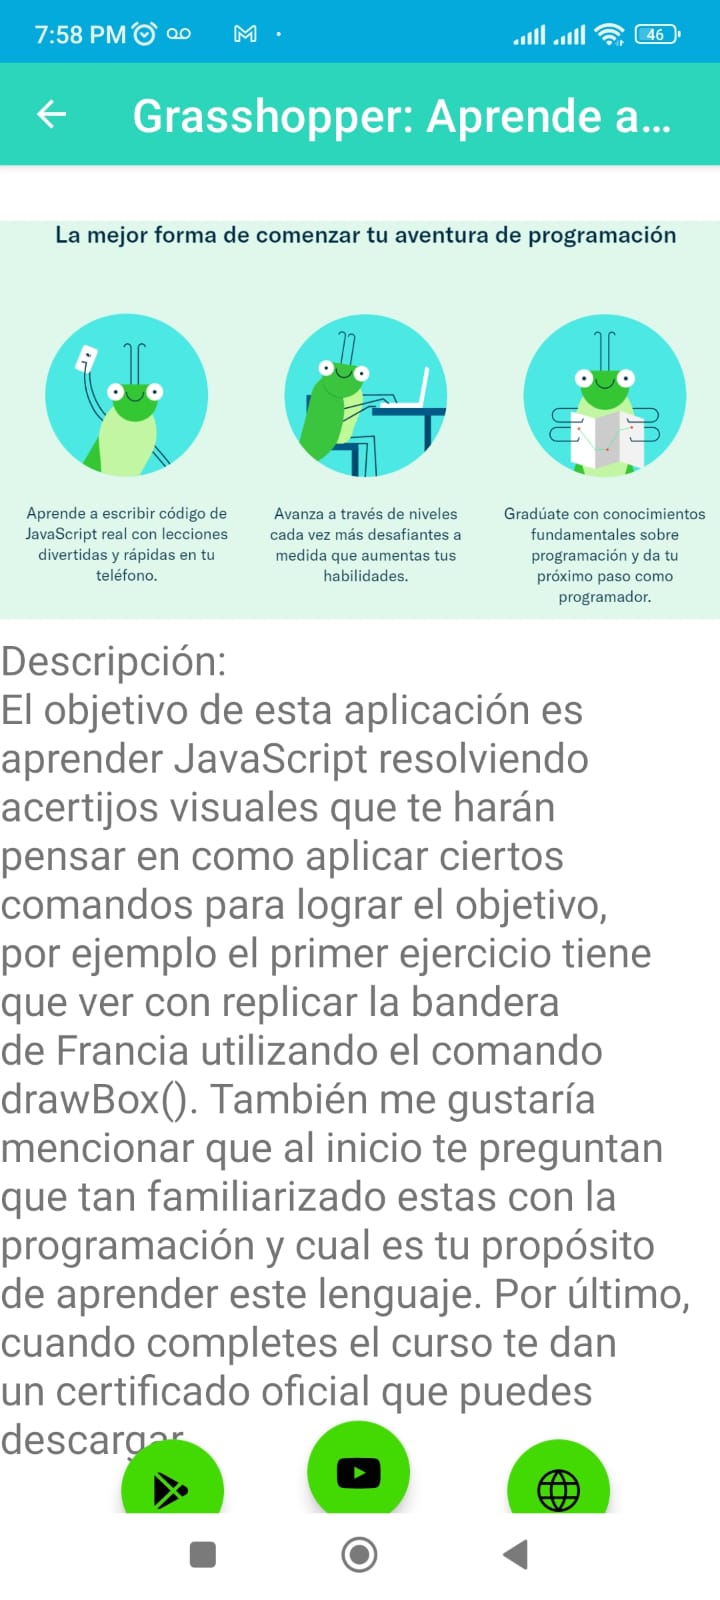 7:58 PM
46
Grasshopper: Aprende a...
La mejor forma de comenzar tu aventura de programación
Aprende a escribir código de
JavaScript real con lecciones
divertidas y rápidas en tu
teléfono.
Avanza a través de niveles
cada vez más desafiantes a
medida que aumentas tus
habilidades.
Gradúate con conocimientos
fundamentales sobre
programación y da tu
próximo paso como
programador.
Descripción:
El objetivo de esta aplicación es
aprender JavaScript resolviendo
acertijos visuales que te harán
pensar en como aplicar ciertos
comandos para lograr el objetivo,
por ejemplo el primer ejercicio tiene
que ver con replicar la bandera
de Francia utilizando el comando
drawBox(). También me gustaría
mencionar que al inicio te preguntan
que tan familiarizado estas con la
programación y cual es tu propósito
de aprender este lenguaje. Por último,
cuando completes el curso te dan
un certificado oficial que puedes
descargar